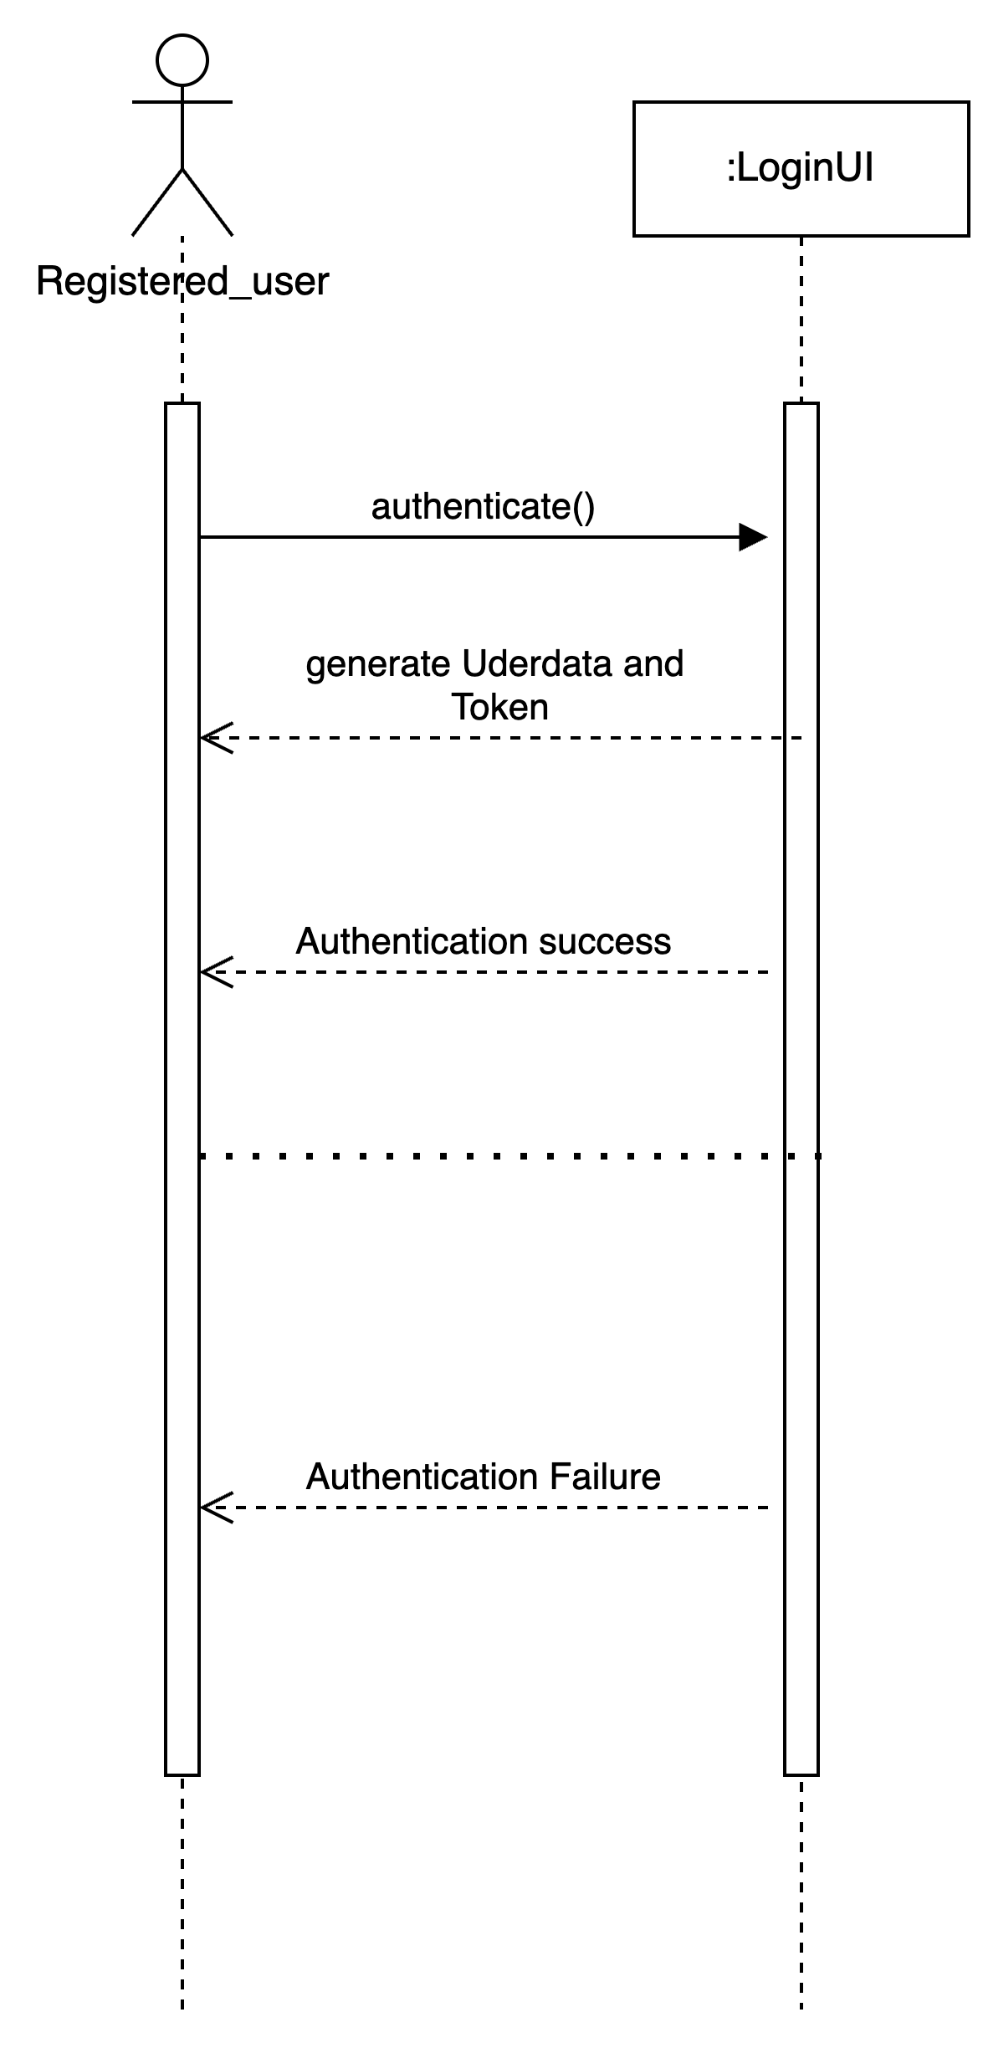 :LoginUI
Registered_user
authenticate()
generate Uderdata and
Token
Authentication success
Authentication Failure